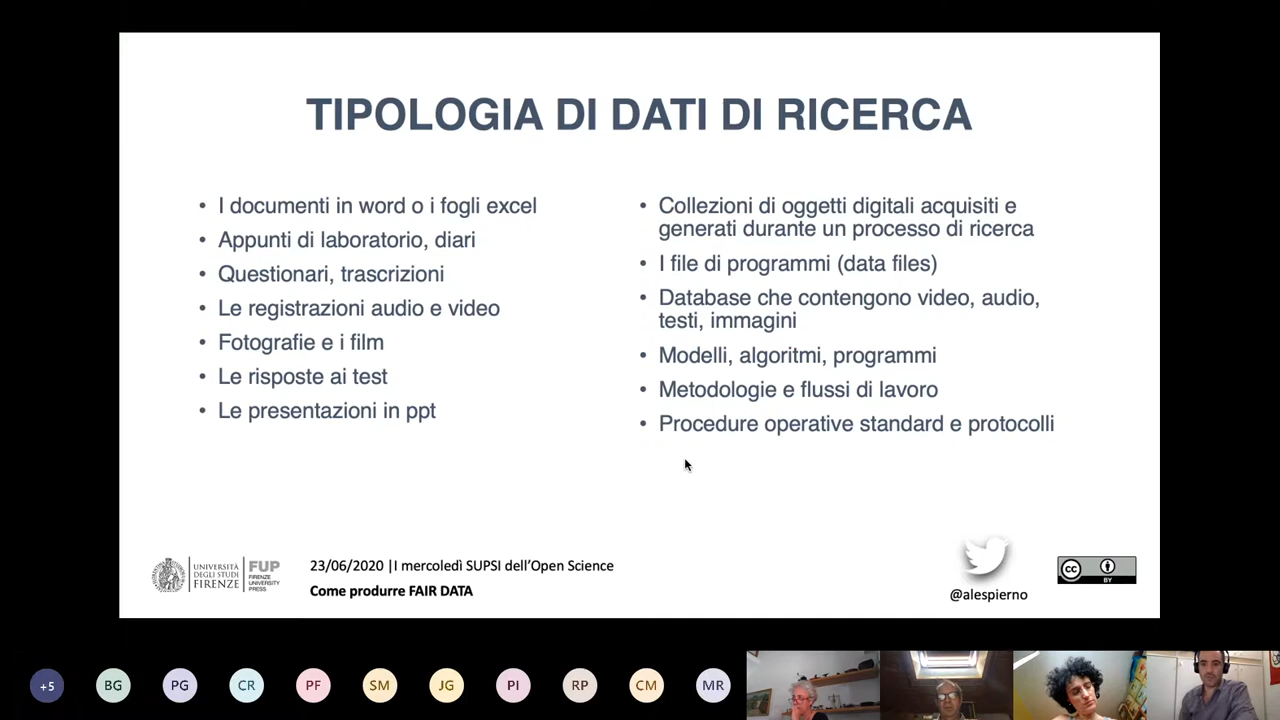 TIPOLOGIA DI DATI DI RICERCA
• I documenti in word o i fogli excel
• Appunti di laboratorio, diari
• Questionari, trascrizioni
• Le registrazioni audio e video
• Fotografie e i film
• Le risposte ai test
• Le presentazioni in ppt
• Collezioni di oggetti digitali acquisiti e
generati durante un processo di ricerca
• I file di programmi (data files)
• Database che contengono video, audio,
testi, immagini
• Modelli, algoritmi, programmi
• Metodologie e flussi di lavoro
• Procedure operative standard e protocolli
UNIVERSITÀ
DEGLI STUDI
FIRENZE
FUP
FIRENZE
UNIVERSITY
PRESS
23/06/2020 |I mercoledì SUPSI dell’Open Science
Come produrre FAIR DATA
@alespierno
CC
BY
+5
BG
PG
CR
PF
SM
JG
PI
RP
CM
MR